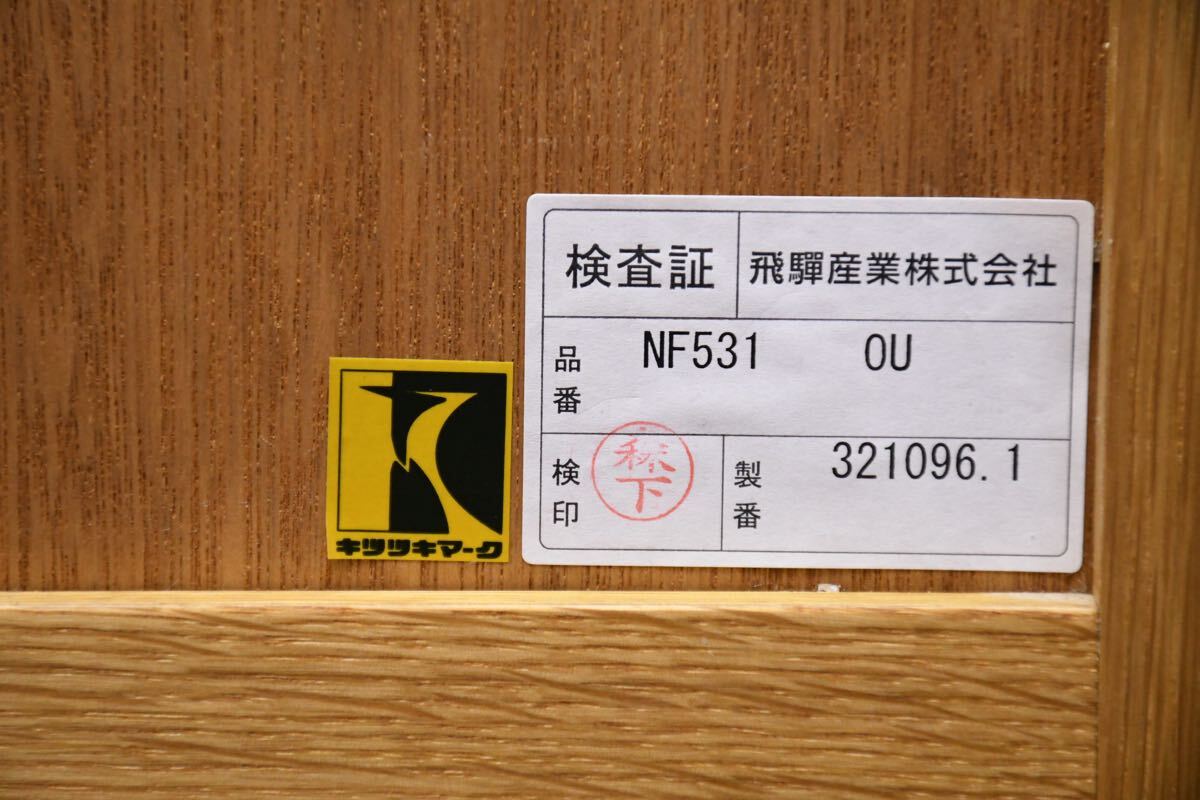 検査証
飛驒産業株式会社
品番
NF531 OU
検印
製番
321096.1
キツツキマーク